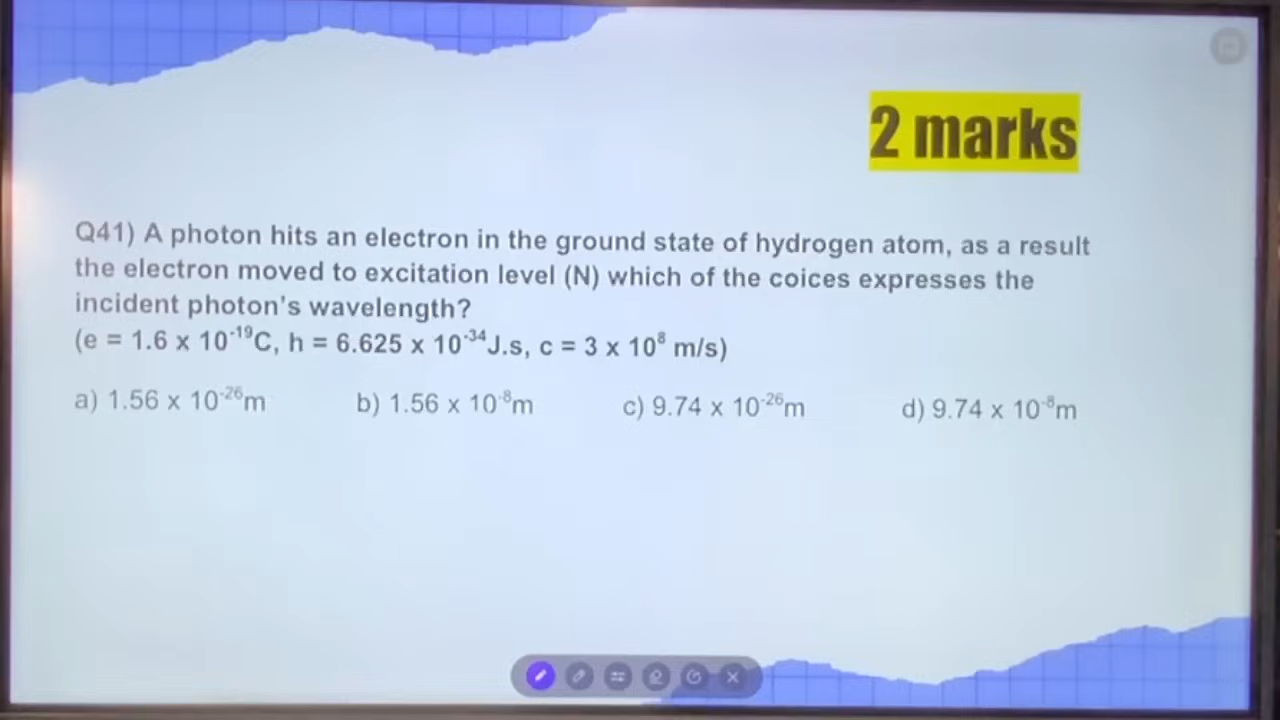 2 marks
Q41) A photon hits an electron in the ground state of hydrogen atom, as a result
the electron moved to excitation level (N) which of the coices expresses the
incident photon's wavelength?
(e = 1.6 x 10⁻¹⁹C, h = 6.625 x 10⁻³⁴J.s, c = 3 x 10⁸ m/s)
a) 1.56 x 10⁻²⁶m b) 1.56 x 10⁻⁸m c) 9.74 x 10⁻²⁶m d) 9.74 x 10⁻⁸m